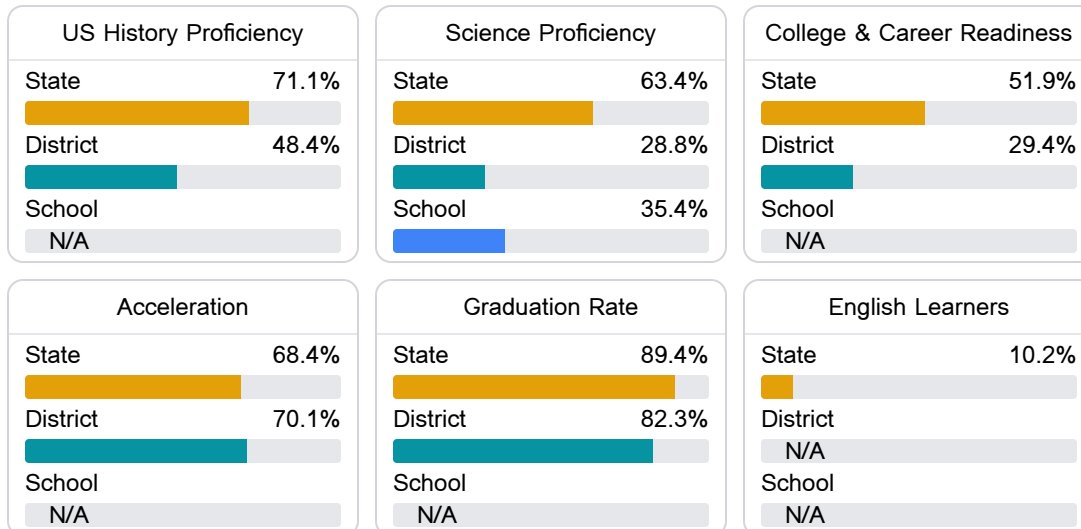 US History Proficiency
State 71.1%
District 48.4%
School
N/A
Science Proficiency
State 63.4%
District 28.8%
School 35.4%
College & Career Readiness
State 51.9%
District 29.4%
School
N/A
Acceleration
State 68.4%
District 70.1%
School
N/A
Graduation Rate
State 89.4%
District 82.3%
School
N/A
English Learners
State 10.2%
District
N/A
School
N/A